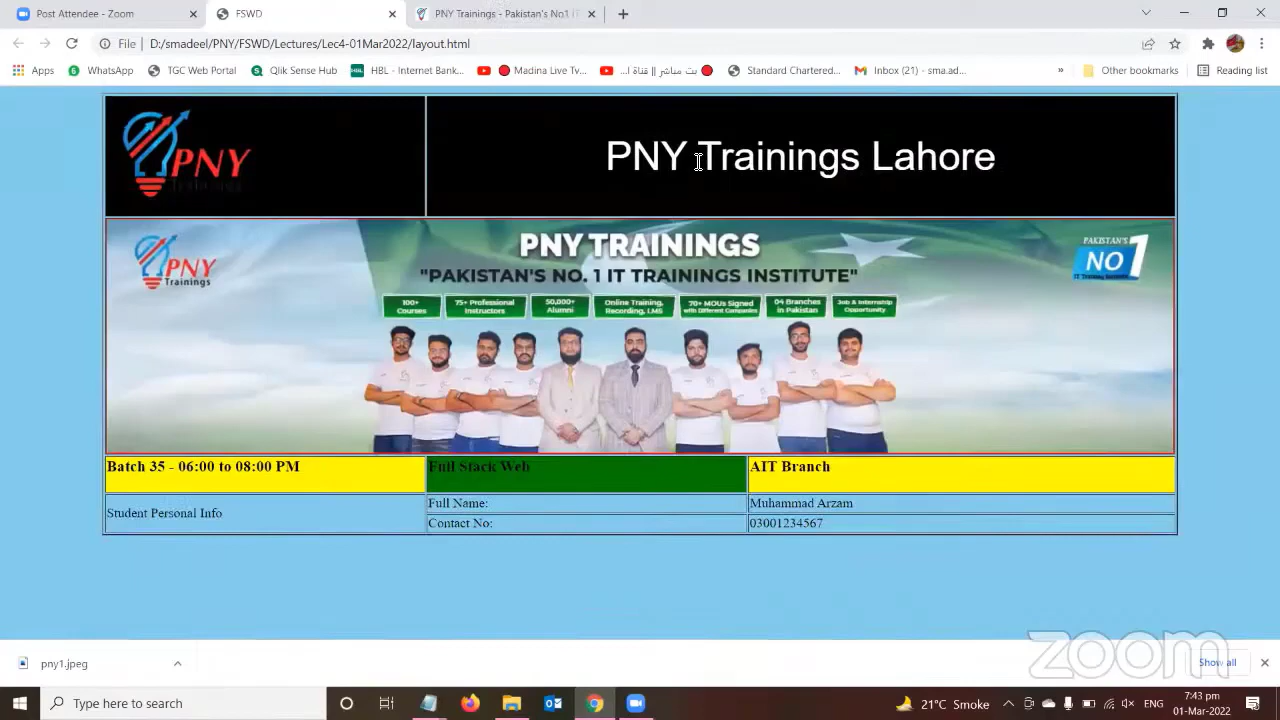 Post Attendee - Zoom
FSWD
PNY Trainings - Pakistan's No.1 I
File
D:/smadeel/PNY/FSWD/Lectures/Lec4-01Mar2022/layout.html
Apps
WhatsApp
TGC Web Portal
Qlik Sense Hub
HBL - Internet Bank...
Madina Live Tv...
بث مباشر || قناة ا...
Standard Chartered...
Inbox (21) - sma.ad...
»
Other bookmarks
Reading list
PNY
Trainings
PNY Trainings Lahore
PNY TRAININGS
"PAKISTAN'S NO. 1 IT TRAININGS INSTITUTE"
PNY
Trainings
PAKISTAN'S
NO 1
100+
Courses
75+ Professional
Instructors
50,000+
Alumni
Online Training,
Recording, LMS
70+ MOUs Signed
with Different Companies
04 Branches
in Pakistan
Job & Internship
Opportunity
Batch 35 - 06:00 to 08:00 PM
Full Stack Web
AIT Branch
Student Personal Info
Full Name:
Muhammad Arzam
Contact No:
03001234567
zoom
pny1.jpeg
Show all
Type here to search
21°C Smoke
7:43 pm
01-Mar-2022